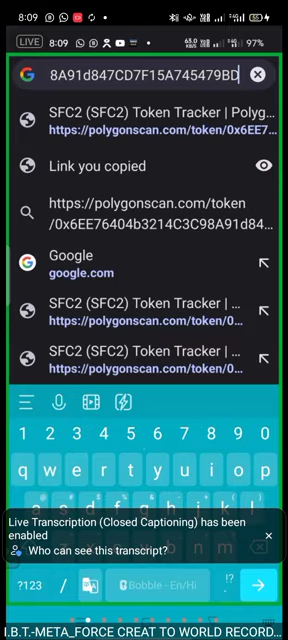 8:09
55%
LIVE
8:09
63.0
KB/S
97%
8A91d847CD7F15A745479BD
SFC2 (SFC2) Token Tracker | Polyg...
https://polygonscan.com/token/0x6EE7...
Link you copied
https://polygonscan.com/token
/0x6EE76404b3214C3C98A91d84...
Google
google.com
SFC2 (SFC2) Token Tracker | ...
https://polygonscan.com/token/0...
SFC2 (SFC2) Token Tracker | ...
https://polygonscan.com/token/0...
1 2 3 4 5 6 7 8 9 0
q w e r t y u i o p
a s d f g h j k l
Live Transcription (Closed Captioning) has been
enabled
Who can see this transcript?
n m
?123 / Bobble - En/Hi !?
I.B.T.-META_FORCE CREAT TO WORLD RECORD...